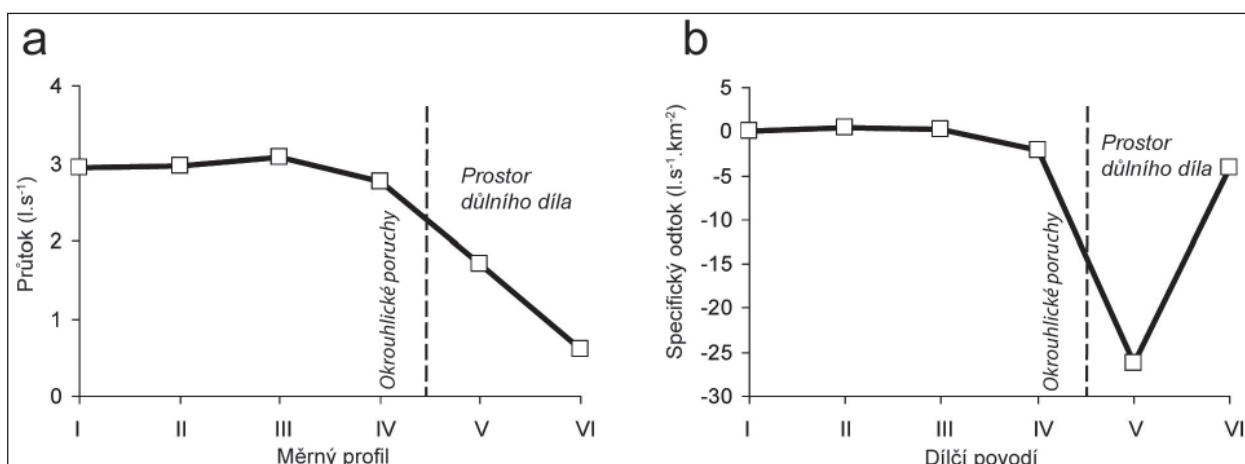 a
Průtok (l.s⁻¹)
4
3
2
1
0
Okrouhlické poruchy
Prostor
důlního díla
I II III IV V VI
Měrný profil
b
Specifický odtok (l.s⁻¹.km⁻²)
5
0
-5
-10
-15
-20
-25
-30
Okrouhlické poruchy
Prostor
důlního díla
I II III IV V VI
Dílčí povodí